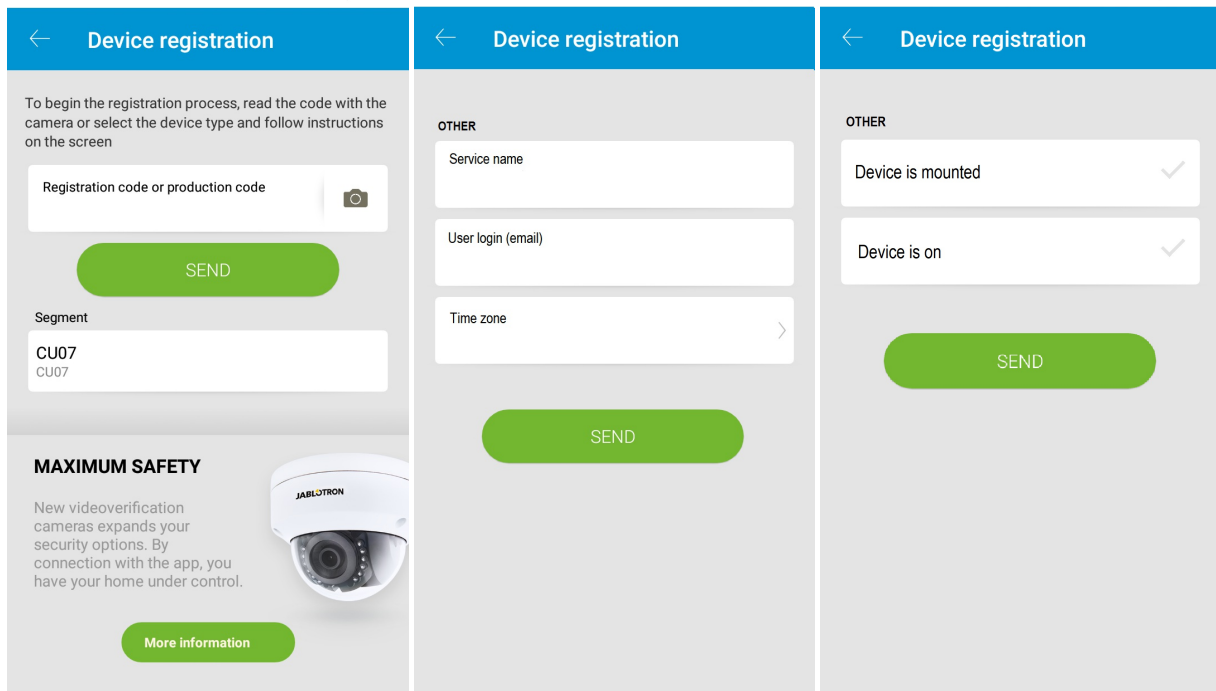 Device registration
To begin the registration process, read the code with the
camera or select the device type and follow instructions
on the screen
Registration code or production code
SEND
Segment
CU07
CU07
MAXIMUM SAFETY
New videoverification
cameras expands your
security options. By
connection with the app, you
have your home under control.
JABLOTRON
More information
Device registration
OTHER
Service name
User login (email)
Time zone
SEND
Device registration
OTHER
Device is mounted
Device is on
SEND